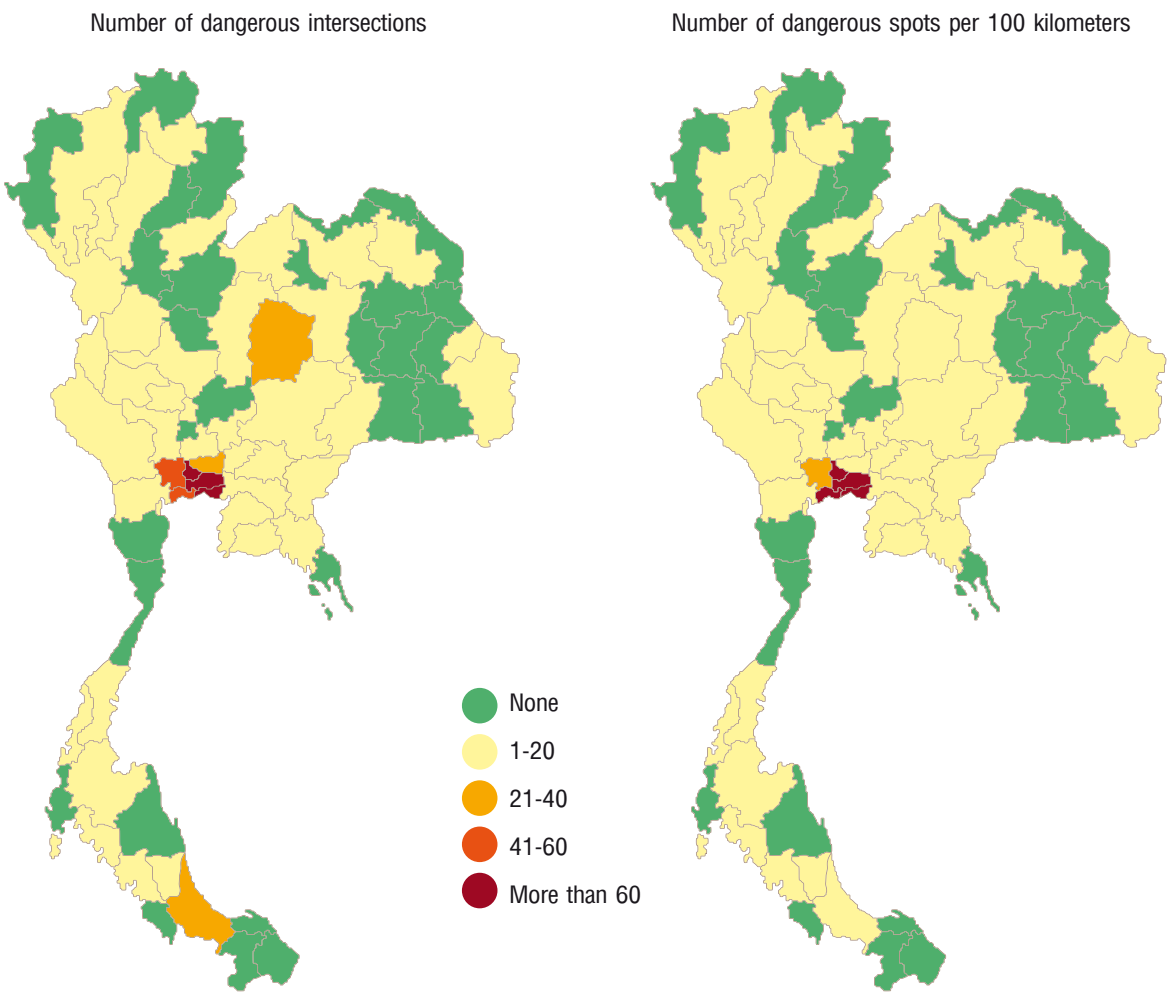 Number of dangerous intersections
Number of dangerous spots per 100 kilometers
None
1-20
21-40
41-60
More than 60